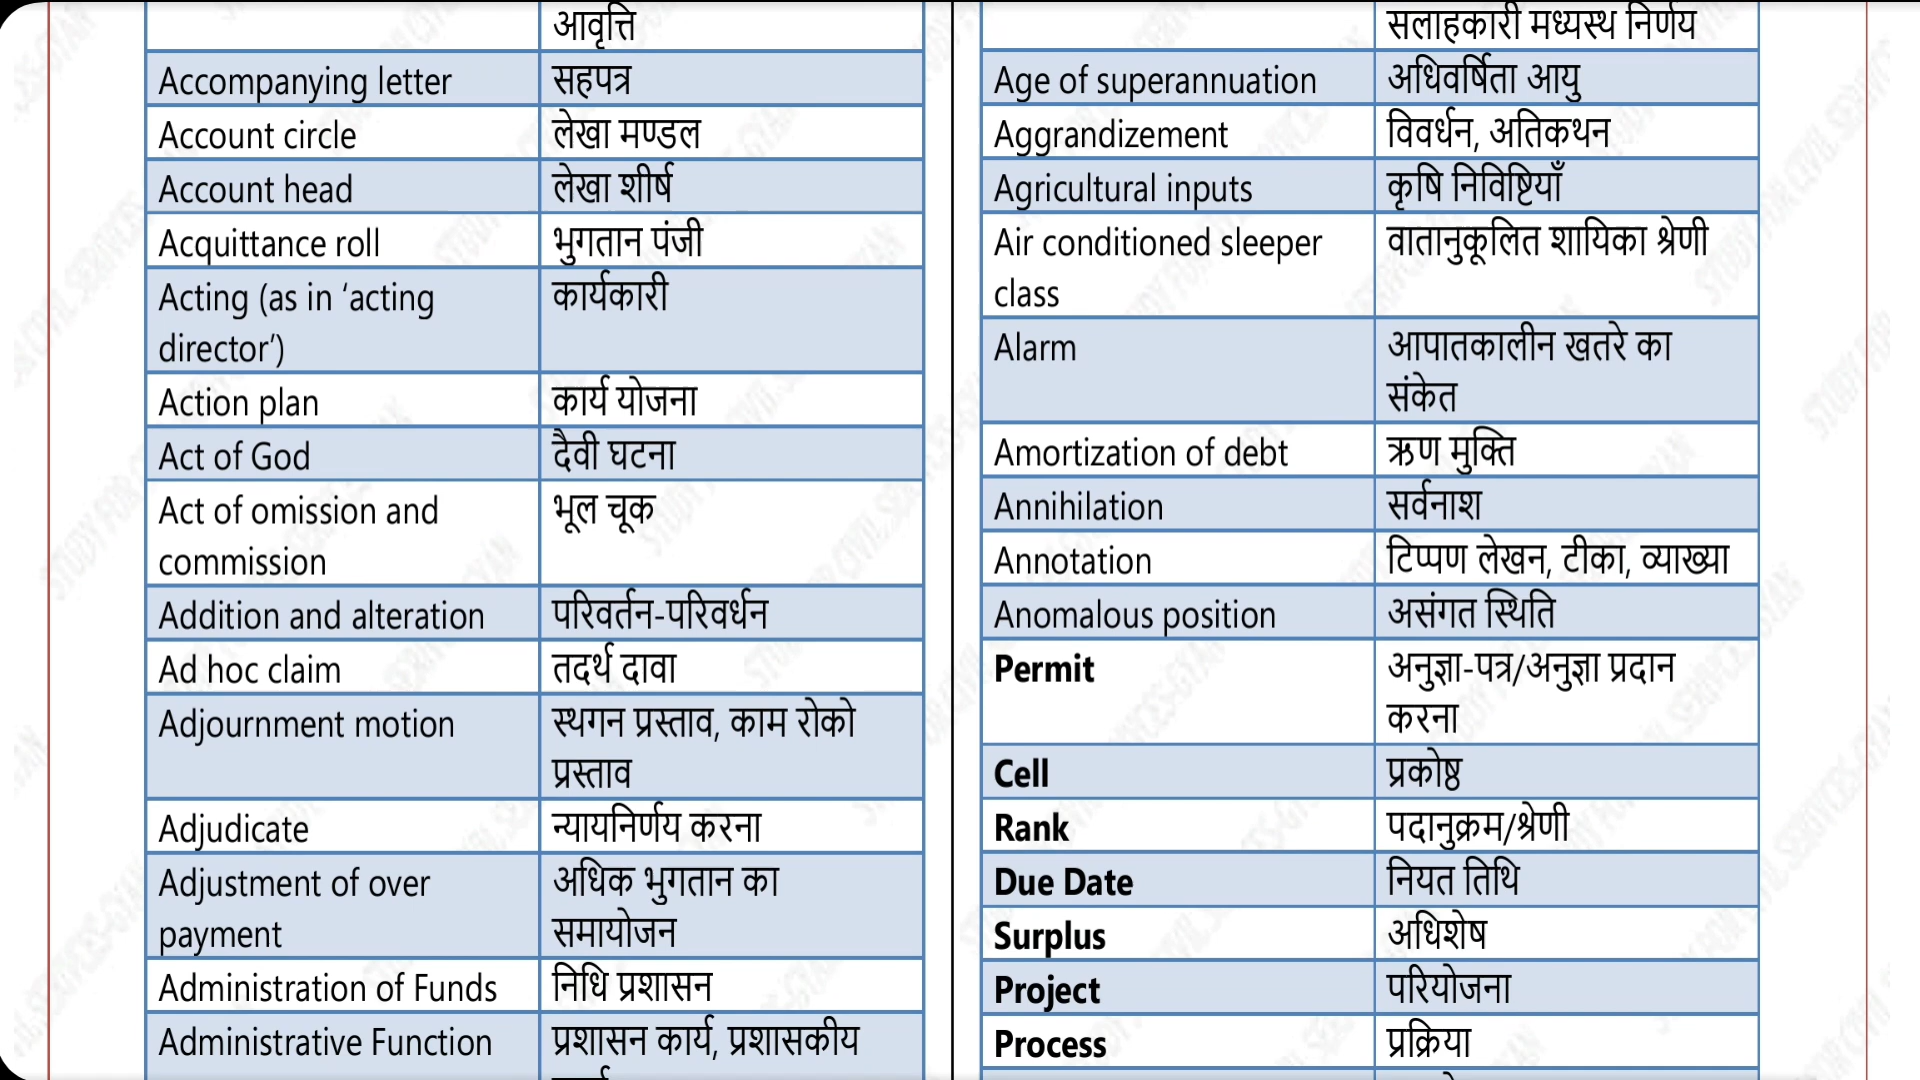 आवृत्ति
Accompanying letter सहपत्र
Account circle लेखा मण्डल
Account head लेखा शीर्ष
Acquittance roll भुगतान पंजी
Acting (as in ‘acting कार्यकारी
director’)
Action plan कार्य योजना
Act of God दैवी घटना
Act of omission and भूल चूक
commission
Addition and alteration परिवर्तन-परिवर्धन
Ad hoc claim तदर्थ दावा
Adjournment motion स्थगन प्रस्ताव, काम रोको
प्रस्ताव
Adjudicate न्यायनिर्णय करना
Adjustment of over अधिक भुगतान का
payment समायोजन
Administration of Funds निधि प्रशासन
Administrative Function प्रशासन कार्य, प्रशासकीय
सलाहकारी मध्यस्थ निर्णय
Age of superannuation अधिवर्षिता आयु
Aggrandizement विवर्धन, अतिकथन
Agricultural inputs कृषि निविष्टियाँ
Air conditioned sleeper वातानुकूलित शायिका श्रेणी
class
Alarm आपातकालीन खतरे का
संकेत
Amortization of debt ऋण मुक्ति
Annihilation सर्वनाश
Annotation टिप्पण लेखन, टीका, व्याख्या
Anomalous position असंगत स्थिति
Permit अनुज्ञा-पत्र/अनुज्ञा प्रदान
करना
Cell प्रकोष्ठ
Rank पदानुक्रम/श्रेणी
Due Date नियत तिथि
Surplus अधिशेष
Project परियोजना
Process प्रक्रिया